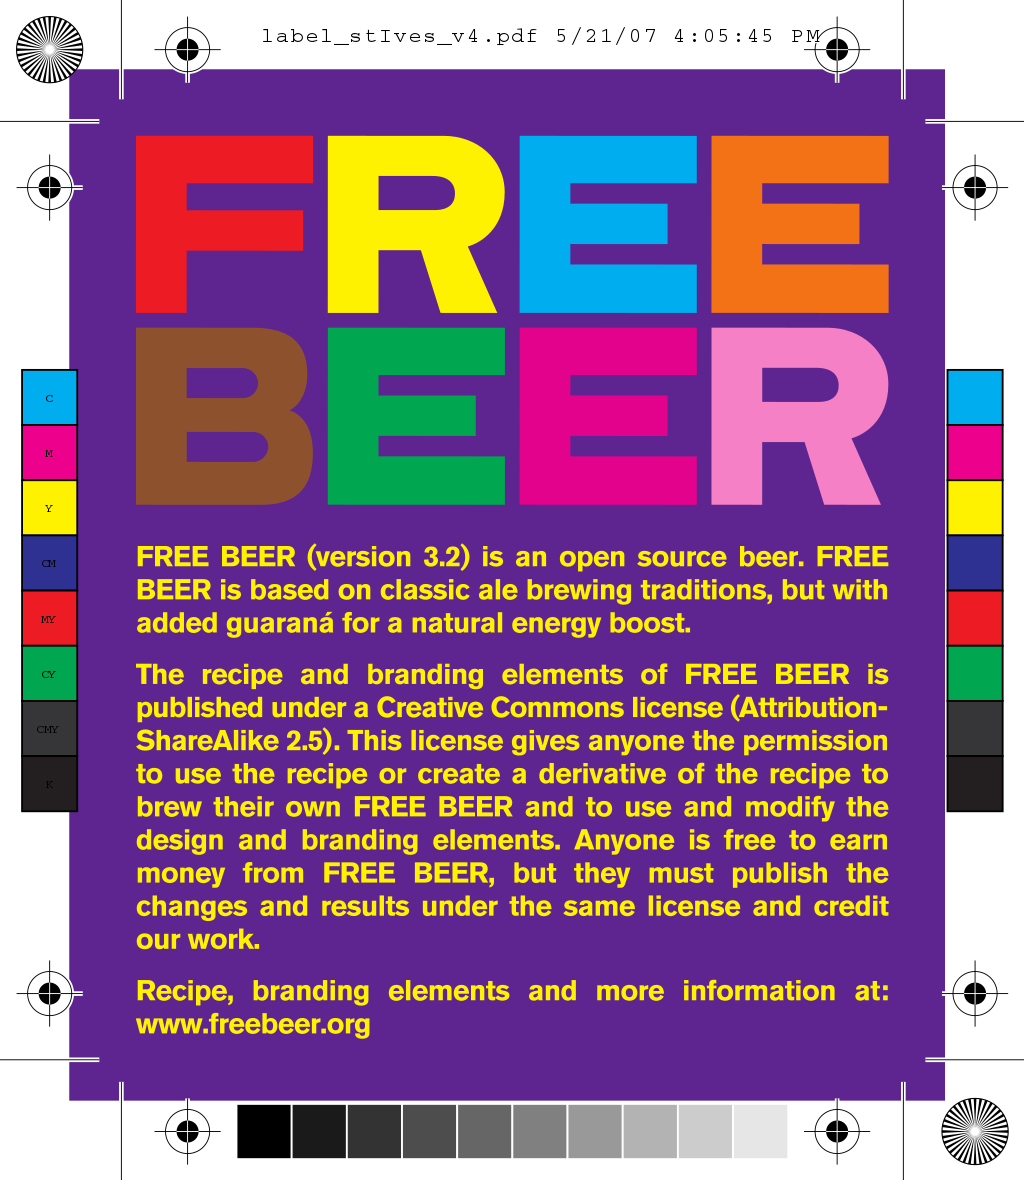 label_stIves_v4.pdf 5/21/07 4:05:45 PM
FREE
BEER
C
M
Y
CM
MY
CY
CMY
K
FREE BEER (version 3.2) is an open source beer. FREE
BEER is based on classic ale brewing traditions, but with
added guaraná for a natural energy boost.
The recipe and branding elements of FREE BEER is
published under a Creative Commons license (Attribution-
ShareAlike 2.5). This license gives anyone the permission
to use the recipe or create a derivative of the recipe to
brew their own FREE BEER and to use and modify the
design and branding elements. Anyone is free to earn
money from FREE BEER, but they must publish the
changes and results under the same license and credit
our work.
Recipe, branding elements and more information at:
www.freebeer.org